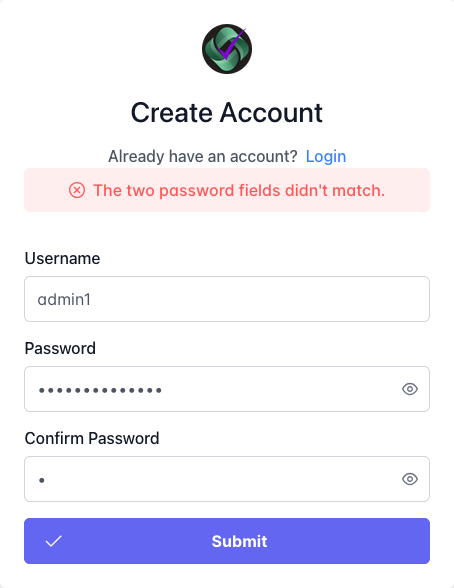 Create Account
Already have an account? Login
The two password fields didn't match.
Username
admin1
Password
••••••••••••••
Confirm Password
•
Submit